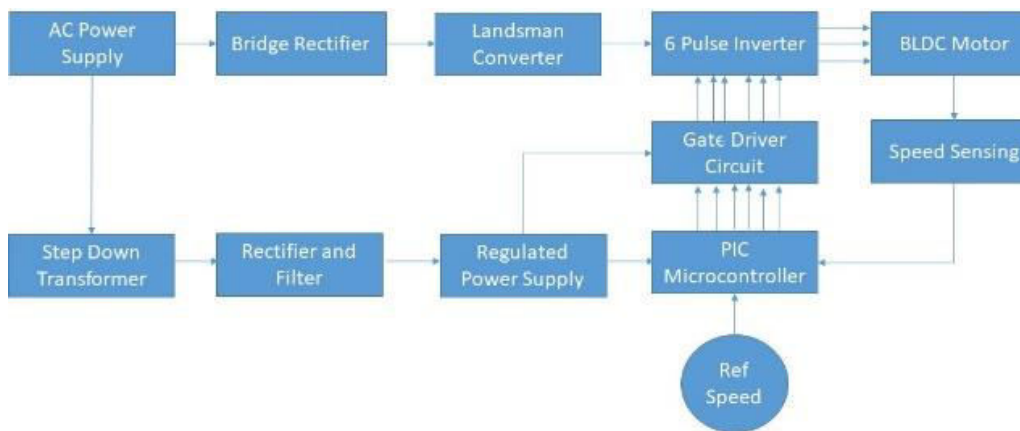 AC Power
Supply
Bridge Rectifier
Landsman
Converter
6 Pulse Inverter
BLDC Motor
Gate Driver
Circuit
Speed Sensing
Step Down
Transformer
Rectifier and
Filter
Regulated
Power Supply
PIC
Microcontroller
Ref
Speed